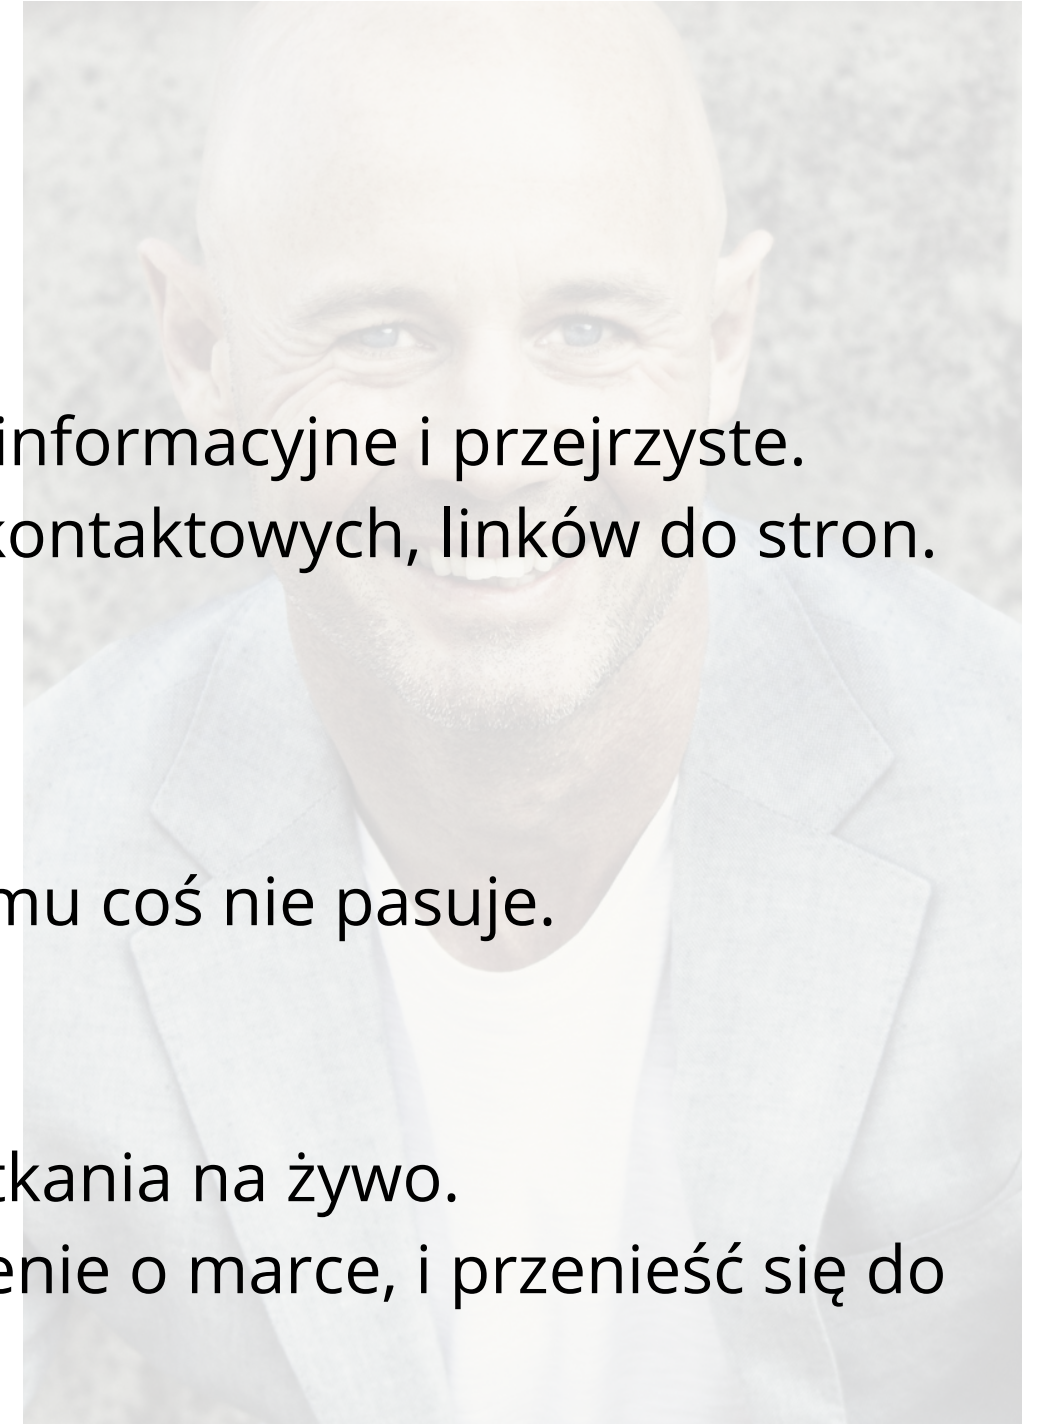 informacyjne i przejrzyste.
kontaktowych, linków do stron.
mu coś nie pasuje.
tkania na żywo.
enie o marce, i przenieść się do